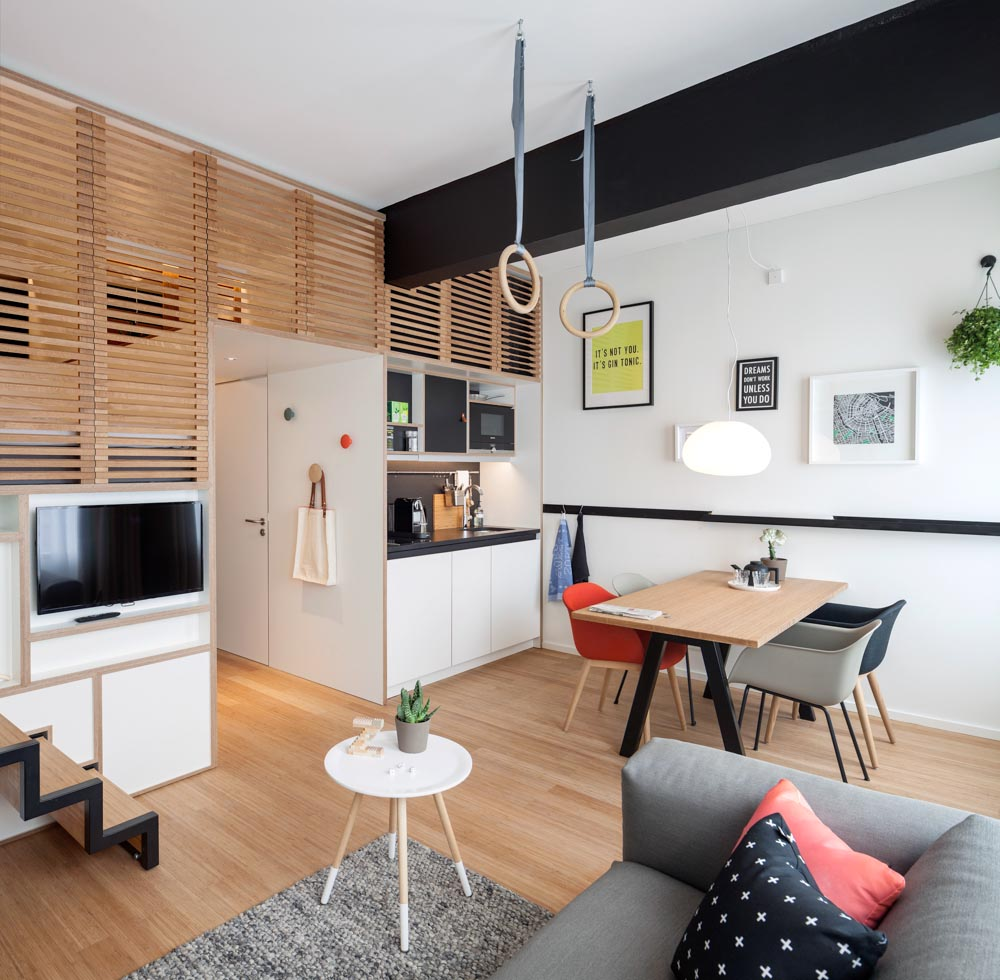 IT'S NOT YOU.
IT'S GIN TONIC.
DREAMS
DON'T WORK
UNLESS
YOU DO